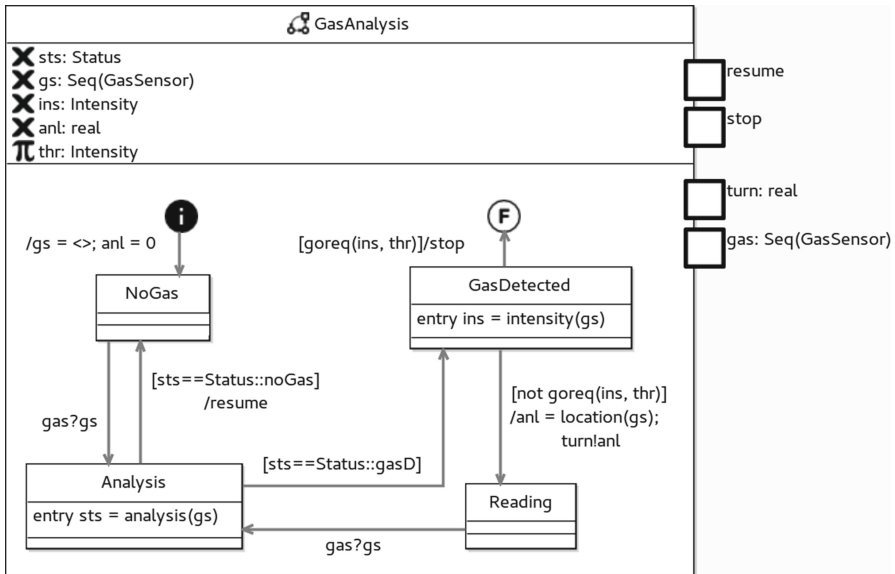 GasAnalysis
sts: Status
gs: Seq(GasSensor)
ins: Intensity
anl: real
π thr: Intensity
resume
stop
turn: real
gas: Seq(GasSensor)
i
F
/gs = <>; anl = 0
[goreq(ins, thr)]/stop
NoGas
GasDetected
entry ins = intensity(gs)
[sts==Status::noGas]
/resume
[not goreq(ins, thr)]
/anl = location(gs);
turn!anl
gas?gs
[sts==Status::gasD]
Analysis
entry sts = analysis(gs)
Reading
gas?gs